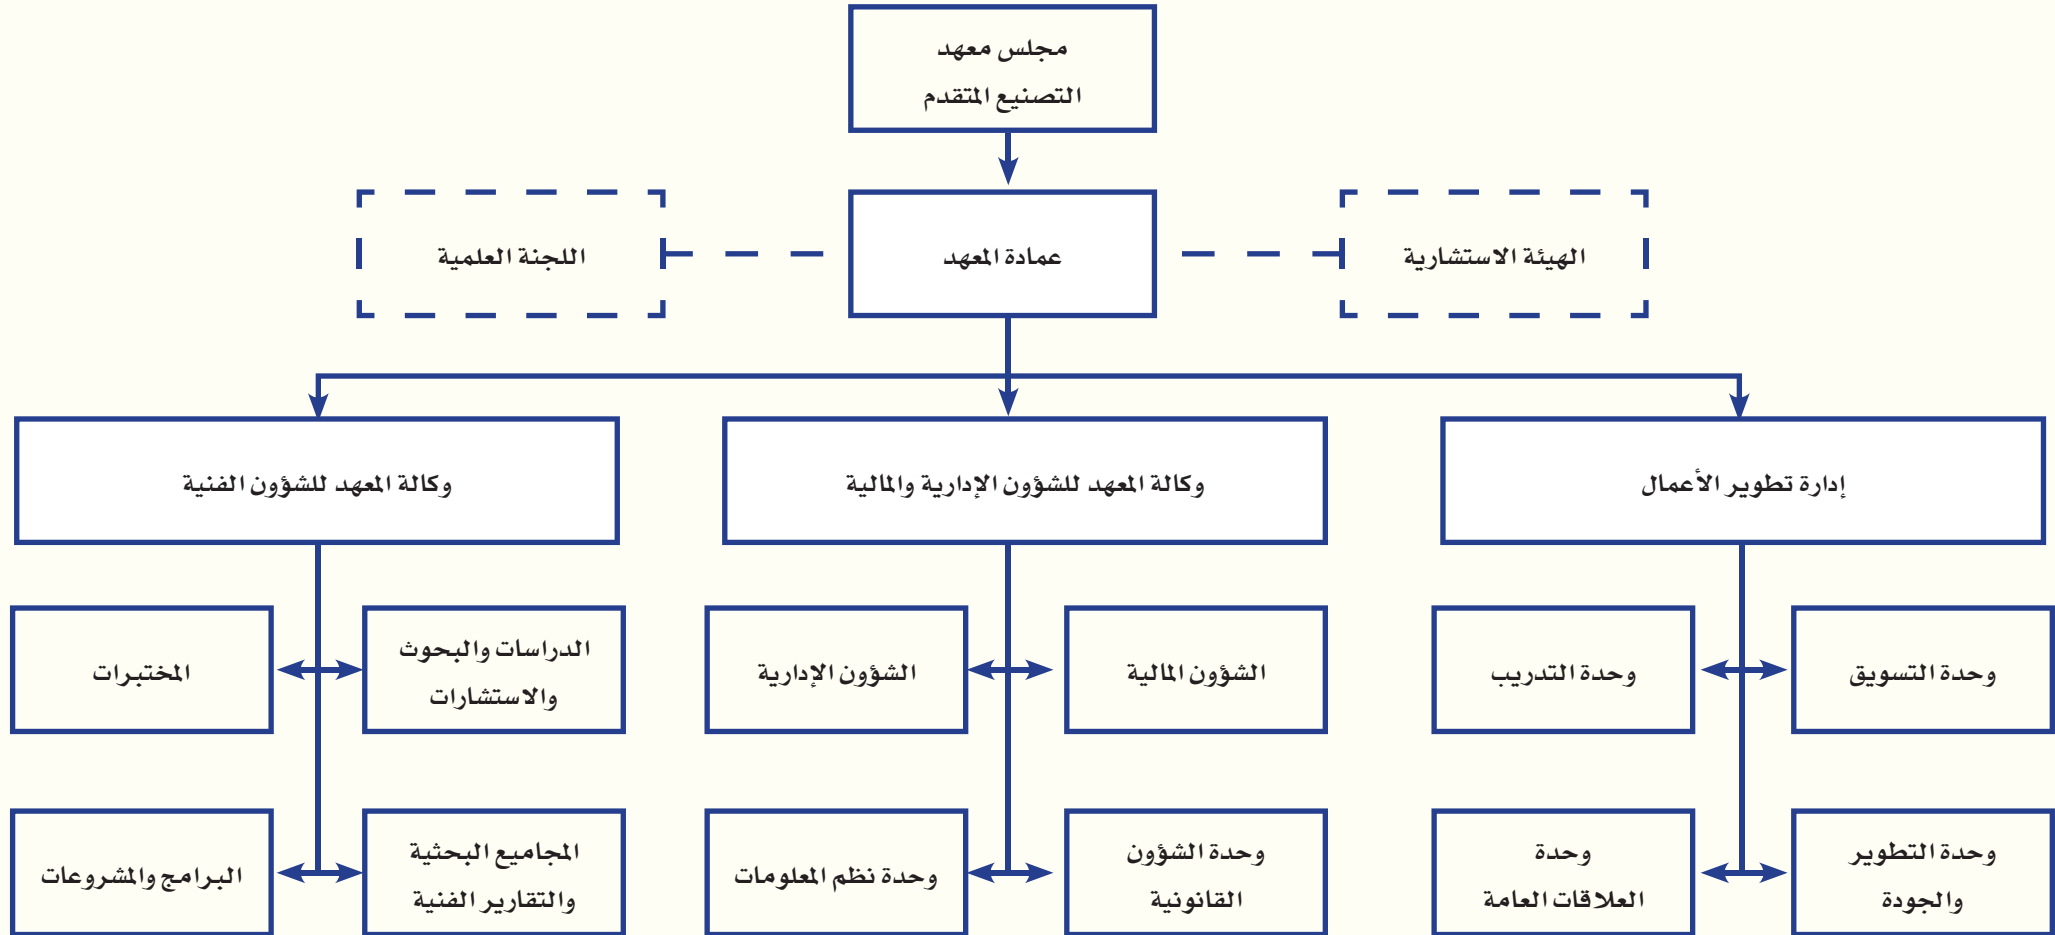 مجلس معهد
التصنيع المتقدم
الهيئة الاستشارية
عمادة المعهد
اللجنة العلمية
إدارة تطوير الأعمال
وكالة المعهد للشؤون الإدارية والمالية
وكالة المعهد للشؤون الفنية
وحدة التسويق
وحدة التدريب
الشؤون المالية
الشؤون الإدارية
الدراسات والبحوث
والاستشارات
المختبرات
وحدة التطوير
والجودة
وحدة
العلاقات العامة
وحدة الشؤون
القانونية
وحدة نظم المعلومات
المجاميع البحثية
والتقارير الفنية
البرامج والمشروعات